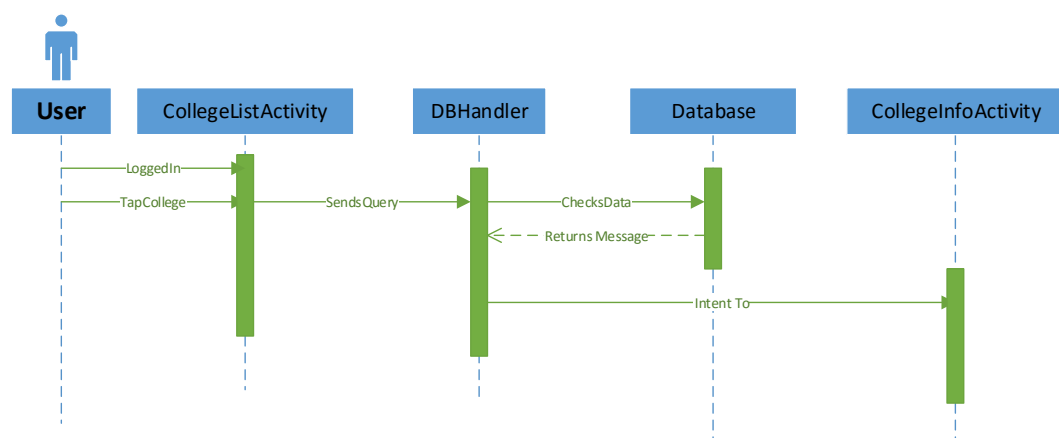 User
CollegeListActivity
DBHandler
Database
CollegeInfoActivity
LoggedIn
TapCollege
SendsQuery
ChecksData
Returns Message
Intent To